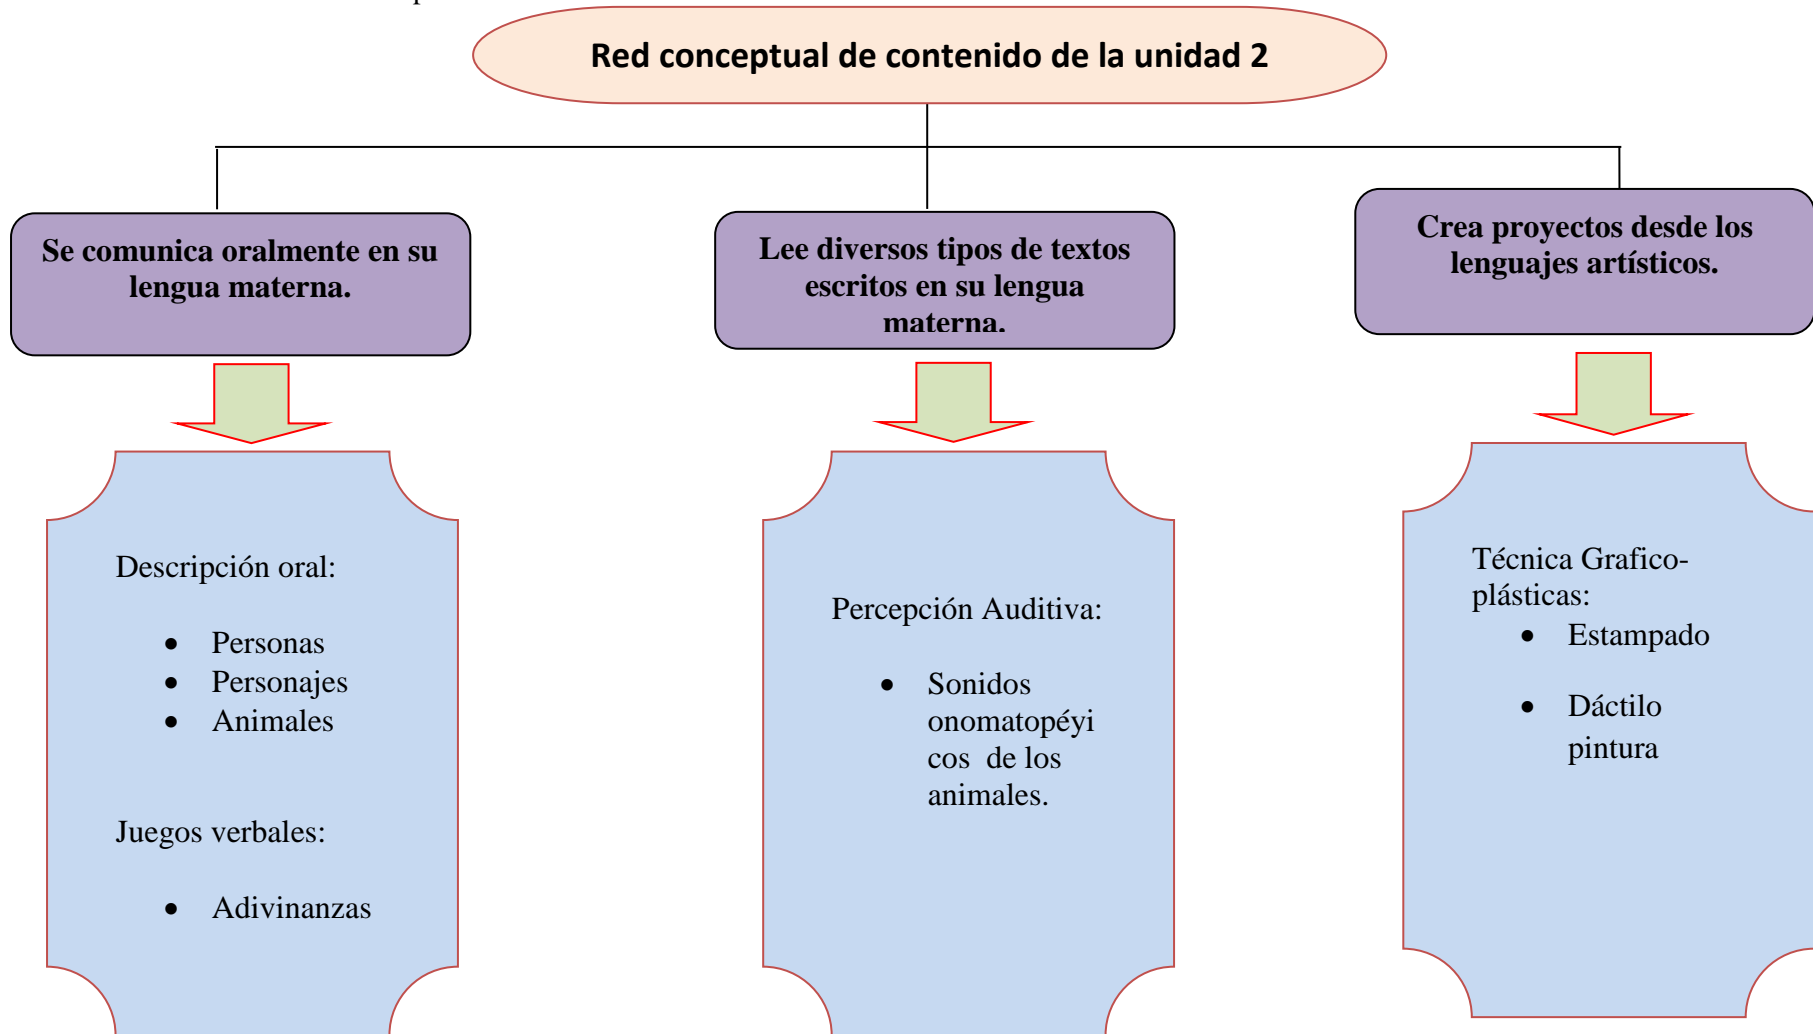 Red conceptual de contenido de la unidad 2
Se comunica oralmente en su
lengua materna.
Descripción oral:
• Personas
• Personajes
• Animales
Juegos verbales:
• Adivinanzas
Lee diversos tipos de textos
escritos en su lengua
materna.
Percepción Auditiva:
• Sonidos
onomatopéyi
cos de los
animales.
Crea proyectos desde los
lenguajes artísticos.
Técnica Grafico-
plásticas:
• Estampado
• Dáctilo
pintura